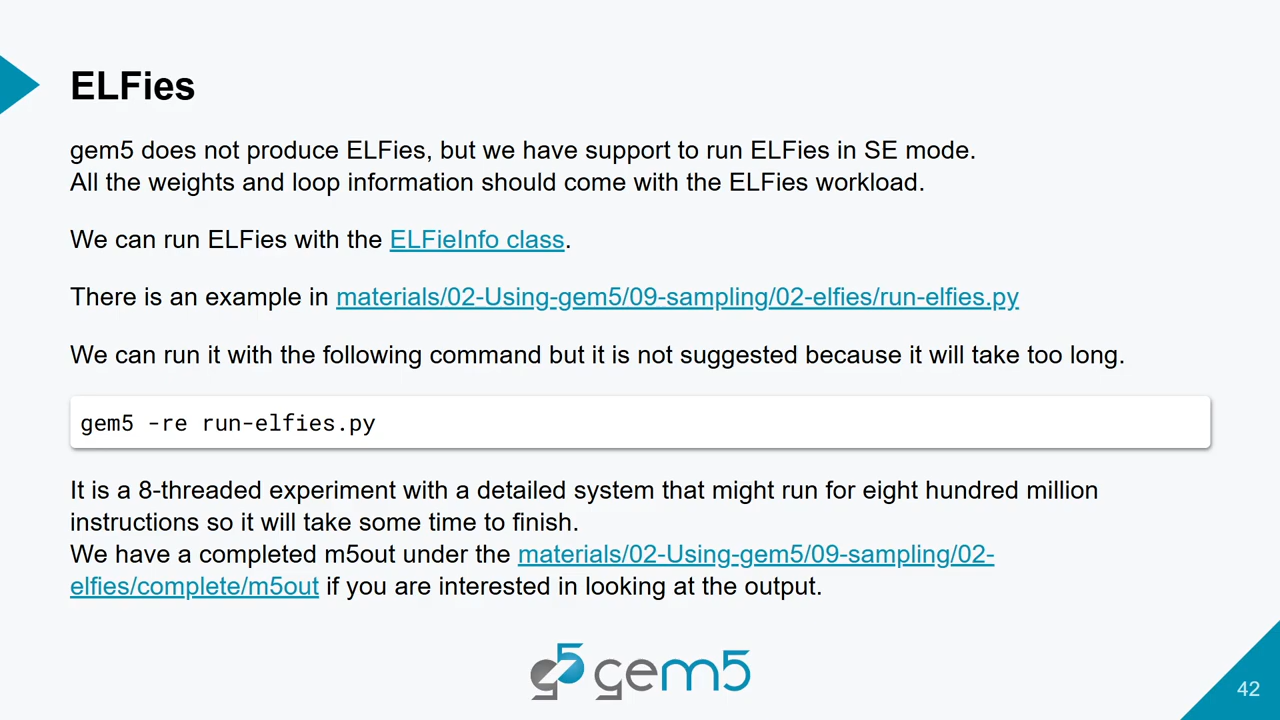 ELFies
gem5 does not produce ELFies, but we have support to run ELFies in SE mode.
All the weights and loop information should come with the ELFies workload.
We can run ELFies with the ELFieInfo class.
There is an example in materials/02-Using-gem5/09-sampling/02-elfies/run-elfies.py
We can run it with the following command but it is not suggested because it will take too long.
gem5 -re run-elfies.py
It is a 8-threaded experiment with a detailed system that might run for eight hundred million
instructions so it will take some time to finish.
We have a completed m5out under the materials/02-Using-gem5/09-sampling/02-
elfies/complete/m5out if you are interested in looking at the output.
g5 gem5
42